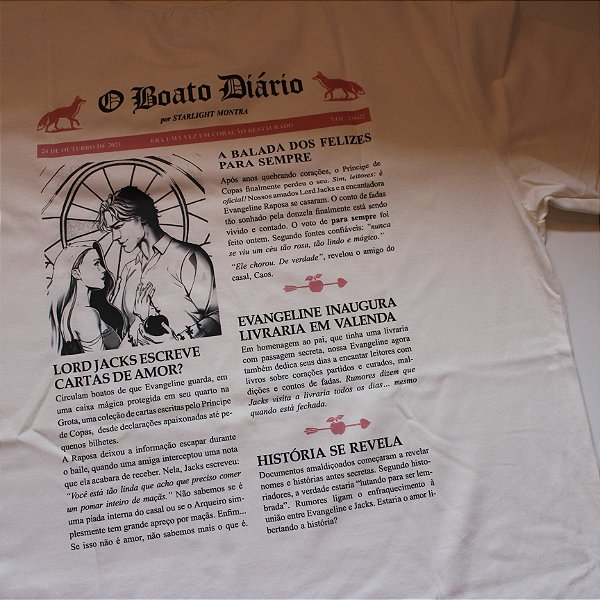 O Boato Diário
por STARLIGHT MONTRA
24 DE OUTUBRO DE 2023 ERA UMA VEZ UM CORAÇÃO RESTAURADO
LORD JACKS ESCREVE
CARTAS DE AMOR?
Circulam boatos de que Evangeline guarda, em
uma caixa mágica protegida em seu quarto na
Grota, uma coleção de cartas escritas pelo Príncipe
de Copas, desde declarações apaixonadas até pe-
quenos bilhetes.
A Raposa deixou a informação escapar durante
o baile, quando uma amiga interceptou uma nota
que ela acabara de receber. Nela, Jacks escreveu:
"Você está tão linda que acho que preciso comer
um pomar inteiro de maçãs." Não sabemos se é
uma piada interna do casal ou se o Arqueiro sim-
plesmente tem grande apreço por maçãs. Enfim...
Se isso não é amor, não sabemos mais o que é.
A BALADA DOS FELIZES
PARA SEMPRE
Após anos quebrando corações, o Príncipe de
Copas finalmente perdeu o seu. Sim, leitores: é
oficial! Nossos amados Lord Jacks e a encantadora
Evangeline Raposa se casaram. O conto de fadas
tão sonhado pela donzela finalmente está sendo
vivido e contado. O voto de para sempre foi
feito ontem. Segundo fontes confiáveis: "nunca
se viu um céu tão rosa, tão lindo e mágico."
"Ele chorou. De verdade", revelou o amigo do
casal, Caos.
EVANGELINE INAUGURA
LIVRARIA EM VALENDA
Em homenagem ao pai, que tinha uma livraria
com passagem secreta, nossa Evangeline agora
também dedica seus dias a encantar leitores com
livros sobre corações partidos e curados, mal-
dições e contos de fadas. Rumores dizem que
Jacks visita a livraria todos os dias... mesmo
quando está fechada.
HISTÓRIA SE REVELA
Documentos amaldiçoados começaram a revelar
nomes e histórias antes secretas. Segundo histo-
riadores, a verdade estaria "lutando para ser lem-
brada". Rumores ligam o enfraquecimento à
união entre Evangeline e Jacks. Estaria o amor li-
bertando a história?